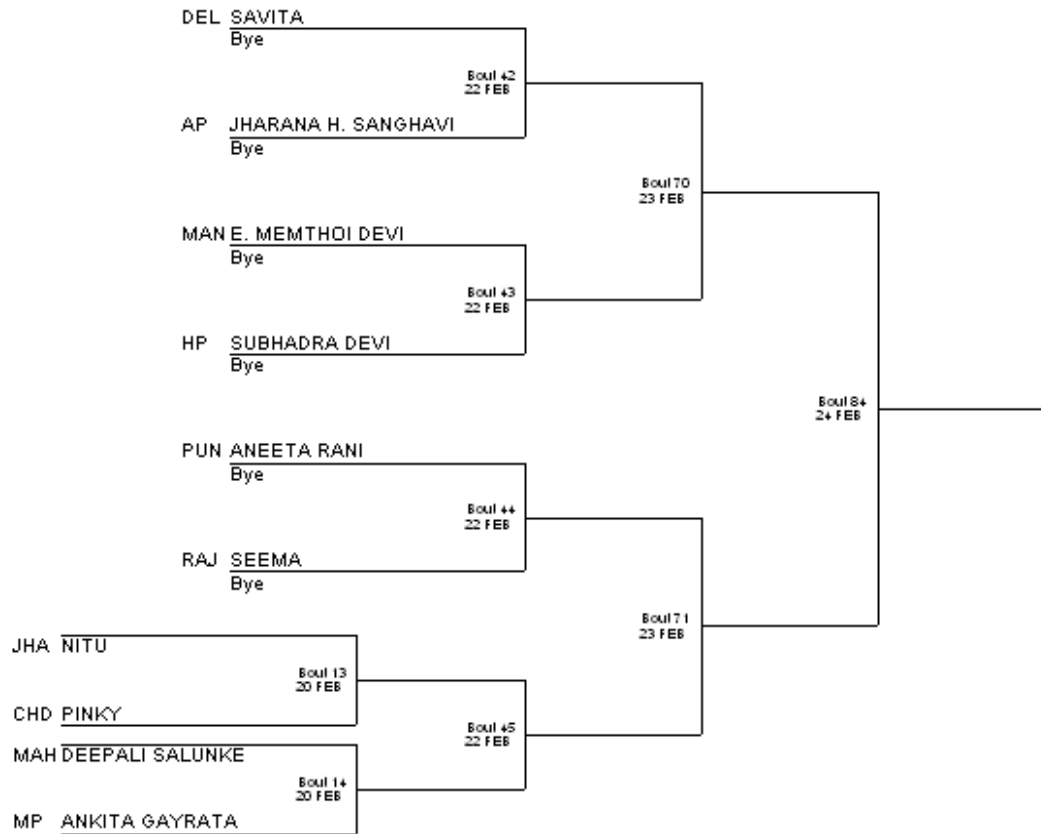 DEL SAVITA
Bye
Bout 42
22 FEB
AP JHARANA H. SANGHAVI
Bye
Bout 70
23 FEB
MAN E. MEMTHOI DEVI
Bye
Bout 43
22 FEB
HP SUBHADRA DEVI
Bye
Bout 84
24 FEB
PUN ANEETA RANI
Bye
Bout 44
22 FEB
RAJ SEEMA
Bye
Bout 71
23 FEB
JHA NITU
Bout 13
20 FEB
CHD PINKY
Bout 45
22 FEB
MAH DEEPALI SALUNKE
Bout 14
20 FEB
MP ANKITA GAYRATA